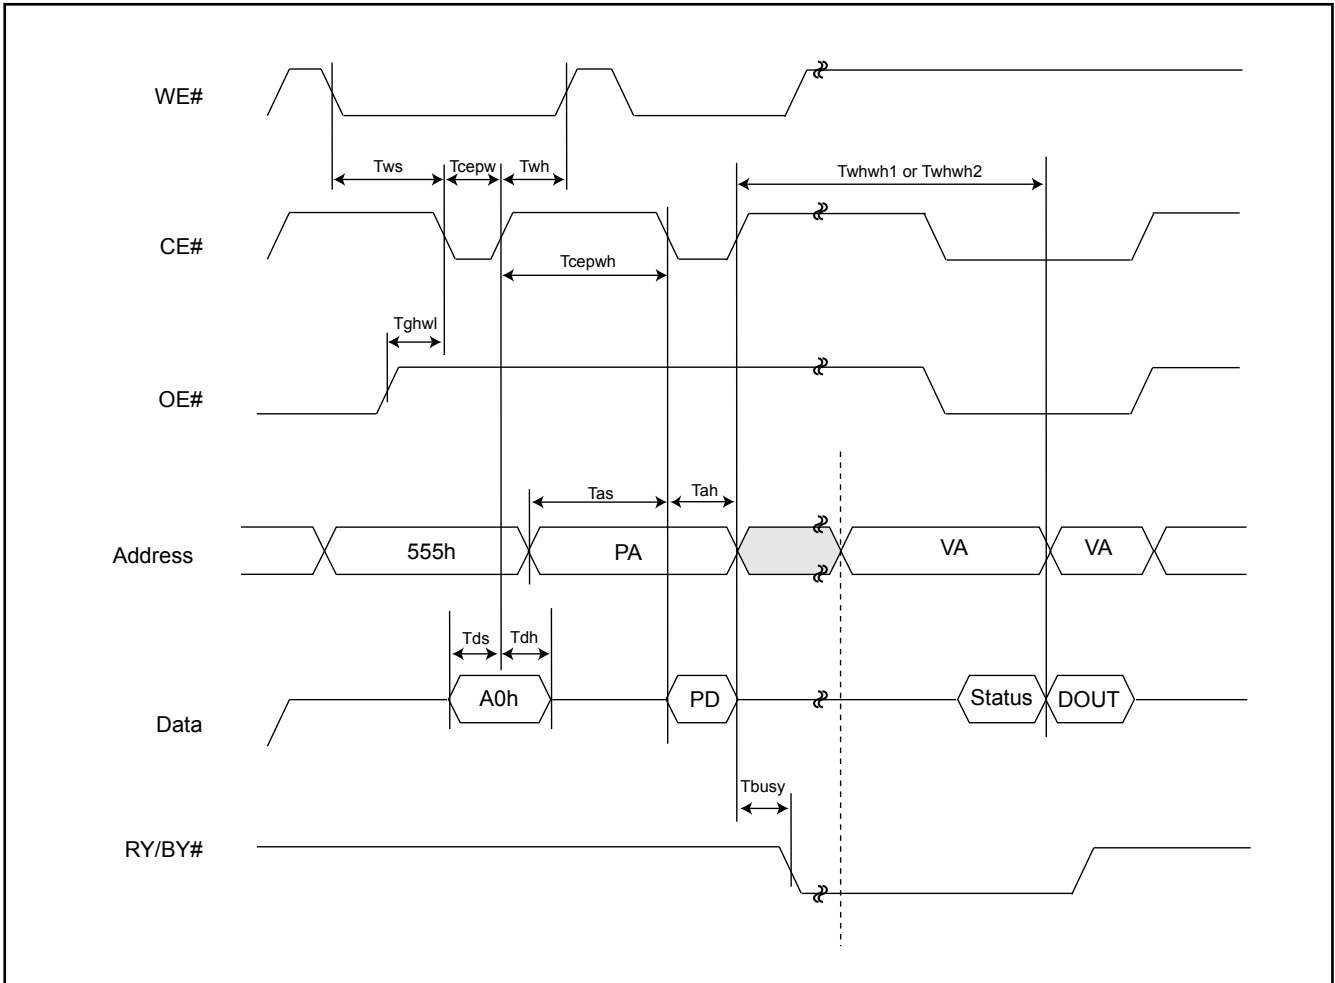 WE#
Tws
Tcepw
Twh
Twhwh1 or Twhwh2
CE#
Tcepwh
Tghwl
OE#
Tas
Tah
Address
555h
PA
VA
VA
Tds
Tdh
Data
A0h
PD
Status
DOUT
Tbusy
RY/BY#